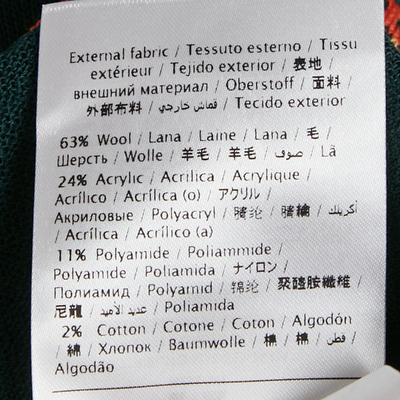 External fabric / Tessuto esterno / Tissu
extérieur / Tejido exterior / 表地 /
внешний материал / Oberstoff / 面料 /
外部布料 / قماش خارجي / Tecido exterior
63% Wool / Lana / Laine / Lana / 毛 /
Шерсть / Wolle / 羊毛 / 羊毛 / صوف / Lã
24% Acrylic / Acrilica / Acrylique /
Acrílico / Acrílica (o) / アクリル /
Акриловые / Polyacryl / 腈纶 / 腈綸 / أكريلك
/ Acrílica / Acrílico (a)
11% Polyamide / Poliammide /
Polyamide / Poliamida / ナイロン /
Полиамид / Polyamid / 锦纶 / 聚醯胺纖維 /
尼龍 / عديد الأميد / Poliamida
2% Cotton / Cotone / Coton / Algodón
/ 綿 / Хлопок / Baumwolle / 棉 / 棉 / قطن /
Algodão